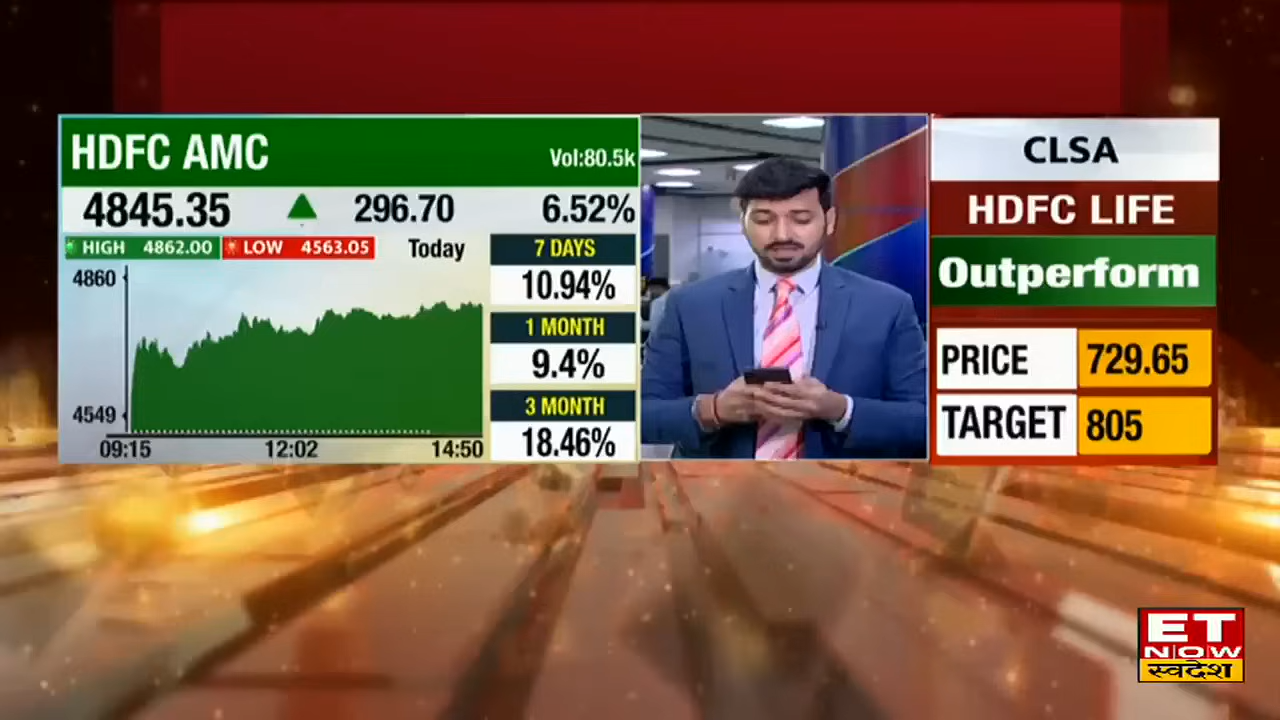 HDFC AMC
Vol:80.5k
4845.35 296.70 6.52%
HIGH 4862.00 LOW 4563.05 Today
4860
4549
09:15 12:02 14:50
7 DAYS
10.94%
1 MONTH
9.4%
3 MONTH
18.46%
CLSA
HDFC LIFE
Outperform
PRICE 729.65
TARGET 805
ET
NOW
स्वदेश